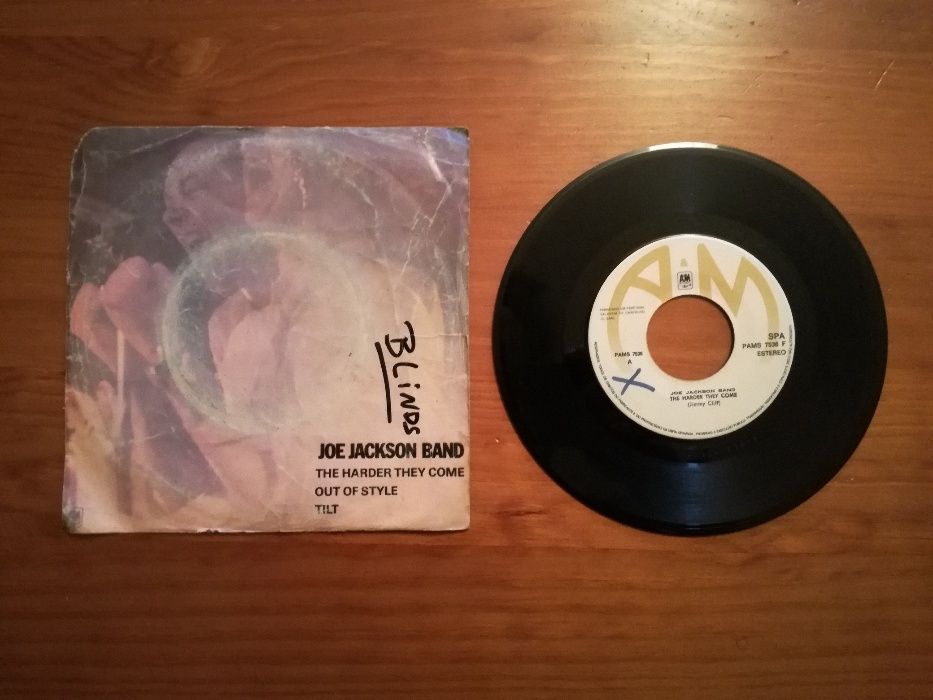 BLiNDS
JOE JACKSON BAND
THE HARDER THEY COME
OUT OF STYLE
TILT
A&M
A&M
SPA
PAMS 7536 F
ESTEREO
PAMS 7536
A
X
JOE JACKSON BAND
THE HARDER THEY COME
(Jimmy Cliff)